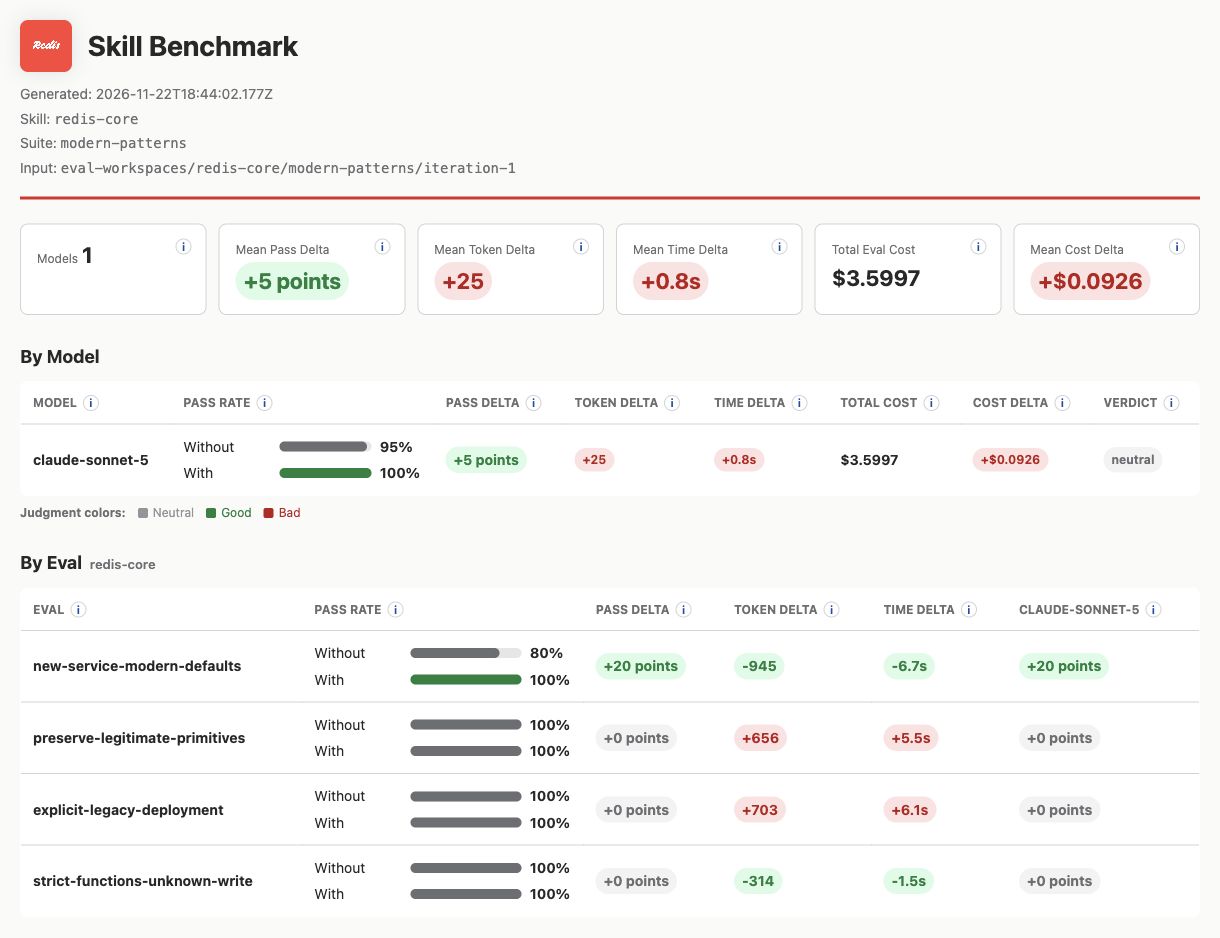 Redis
Skill Benchmark
Generated: 2026-11-22T18:44:02.177Z
Skill: redis-core
Suite: modern-patterns
Input: eval-workspaces/redis-core/modern-patterns/iteration-1
Models 1 i
Mean Pass Delta i
+5 points
Mean Token Delta i
+25
Mean Time Delta i
+0.8s
Total Eval Cost i
$3.5997
Mean Cost Delta i
+$0.0926
By Model
MODEL i PASS RATE i PASS DELTA i TOKEN DELTA i TIME DELTA i TOTAL COST i COST DELTA i VERDICT i
claude-sonnet-5
Without 95%
With 100%
+5 points +25 +0.8s $3.5997 +$0.0926 neutral
Judgment colors: Neutral Good Bad
By Eval redis-core
EVAL i PASS RATE i PASS DELTA i TOKEN DELTA i TIME DELTA i CLAUDE-SONNET-5 i
new-service-modern-defaults
Without 80%
With 100%
+20 points -945 -6.7s +20 points
preserve-legitimate-primitives
Without 100%
With 100%
+0 points +656 +5.5s +0 points
explicit-legacy-deployment
Without 100%
With 100%
+0 points +703 +6.1s +0 points
strict-functions-unknown-write
Without 100%
With 100%
+0 points -314 -1.5s +0 points